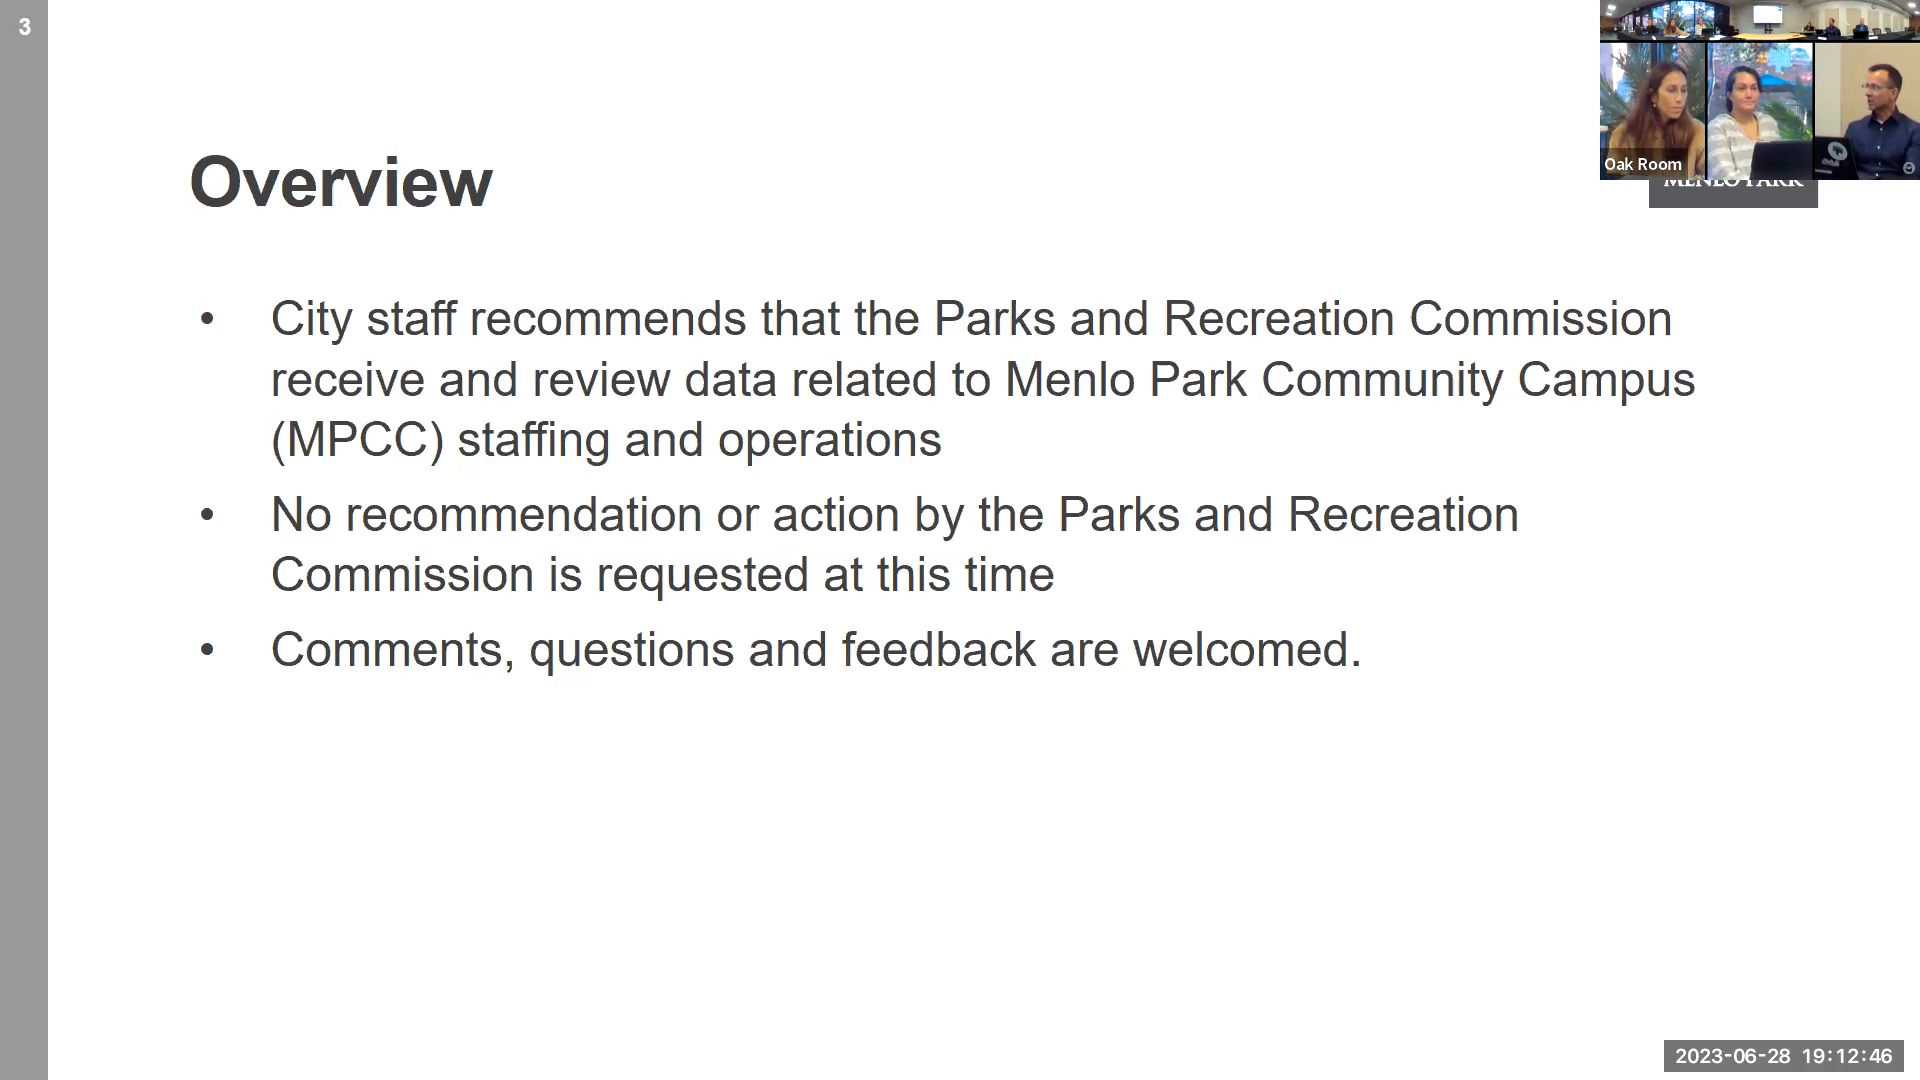 3
Oak Room
MENLO PARK
Overview
• City staff recommends that the Parks and Recreation Commission
receive and review data related to Menlo Park Community Campus
(MPCC) staffing and operations
• No recommendation or action by the Parks and Recreation
Commission is requested at this time
• Comments, questions and feedback are welcomed.
2023-06-28 19:12:46